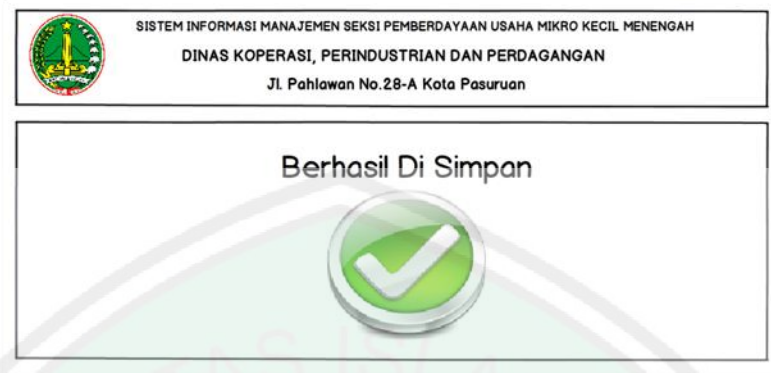 SISTEM INFORMASI MANAJEMEN SEKSI PEMBERDAYAAN USAHA MIKRO KECIL MENENGAH
DINAS KOPERASI, PERINDUSTRIAN DAN PERDAGANGAN
Jl. Pahlawan No.28-A Kota Pasuruan
Berhasil Di Simpan